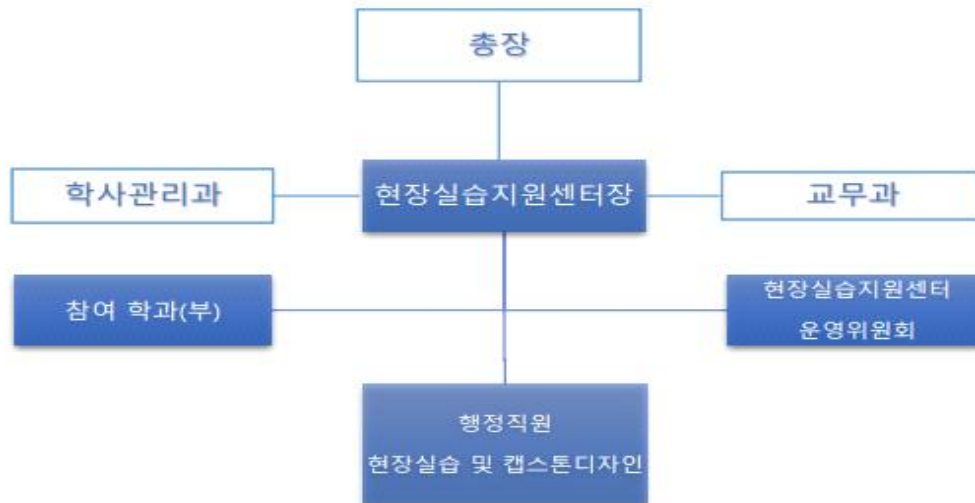 총장
학사관리과
현장실습지원센터장
교무과
참여 학과(부)
현장실습지원센터
운영위원회
행정직원
현장실습 및 캡스톤디자인